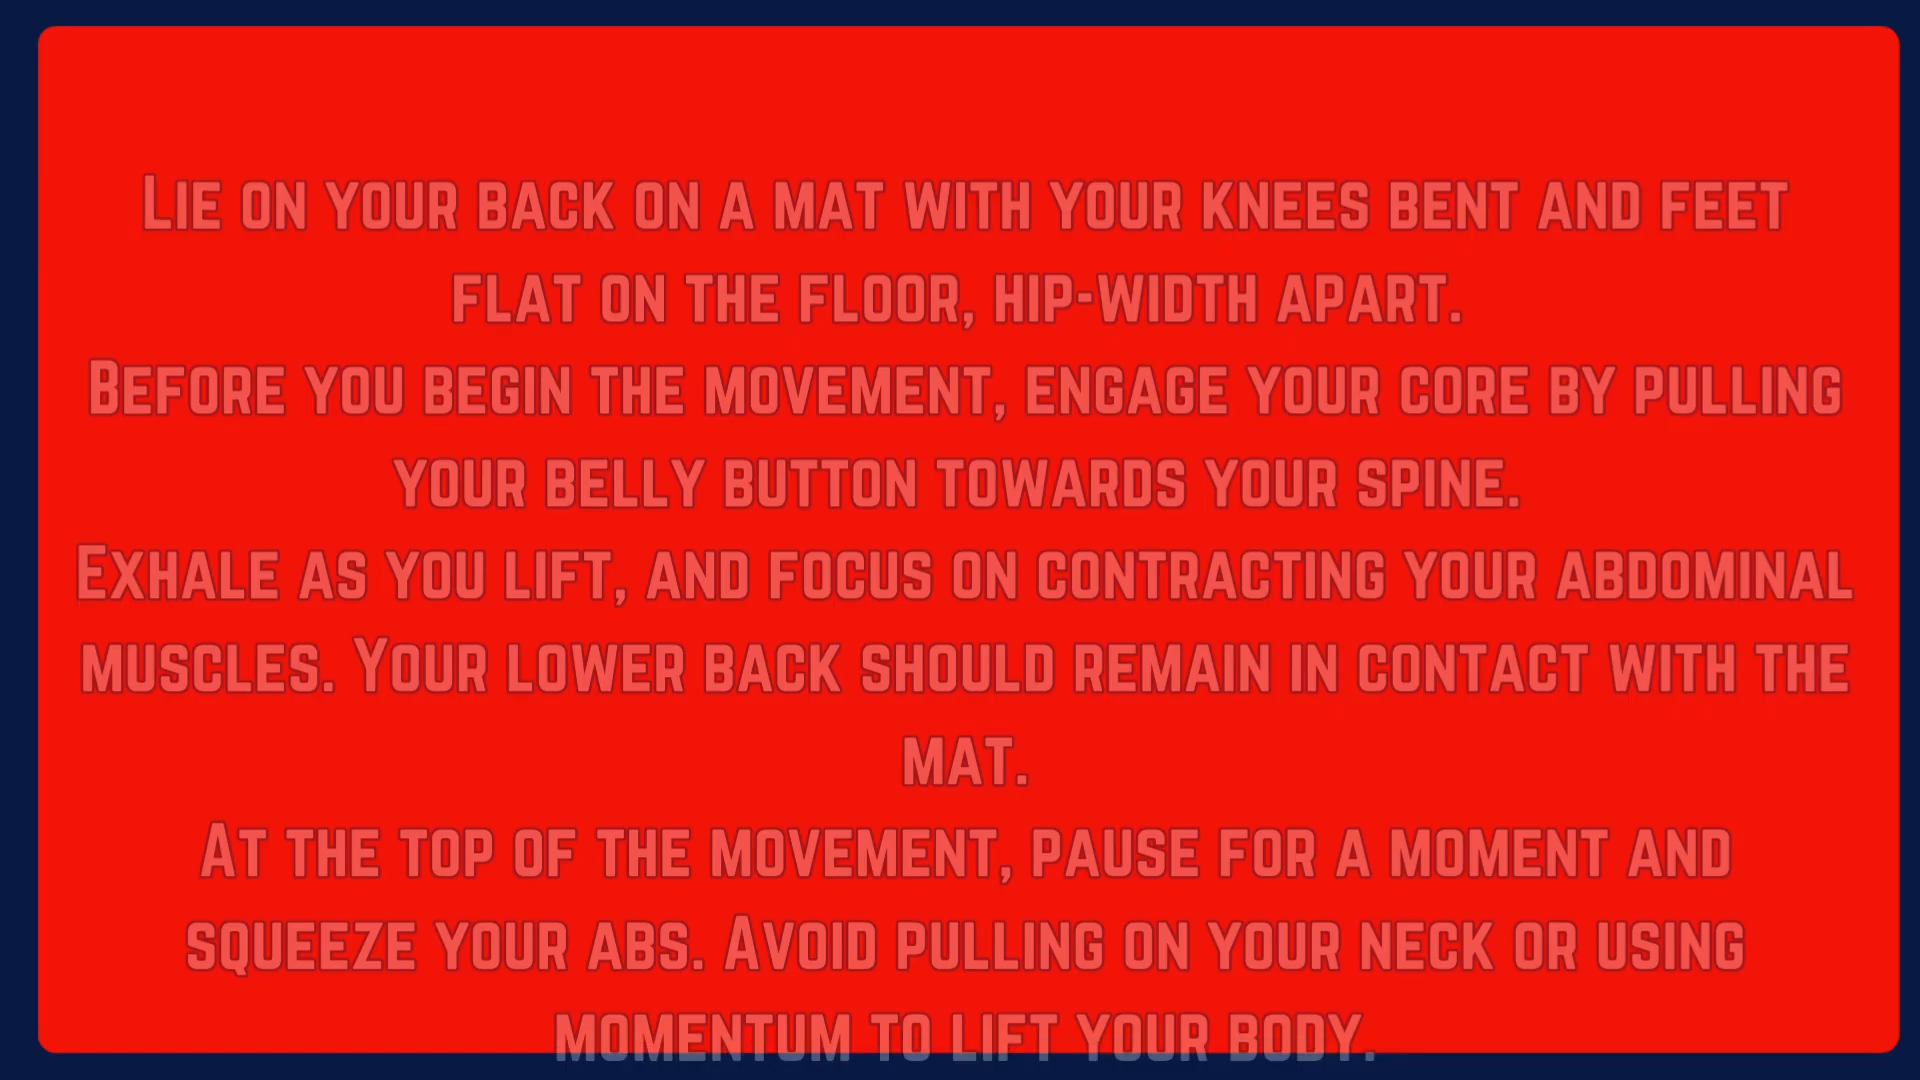 Lie on your back on a mat with your knees bent and feet
flat on the floor, hip-width apart.
Before you begin the movement, engage your core by pulling
your belly button towards your spine.
Exhale as you lift, and focus on contracting your abdominal
muscles. Your lower back should remain in contact with the
mat.
At the top of the movement, pause for a moment and
squeeze your abs. Avoid pulling on your neck or using
momentum to lift your body.